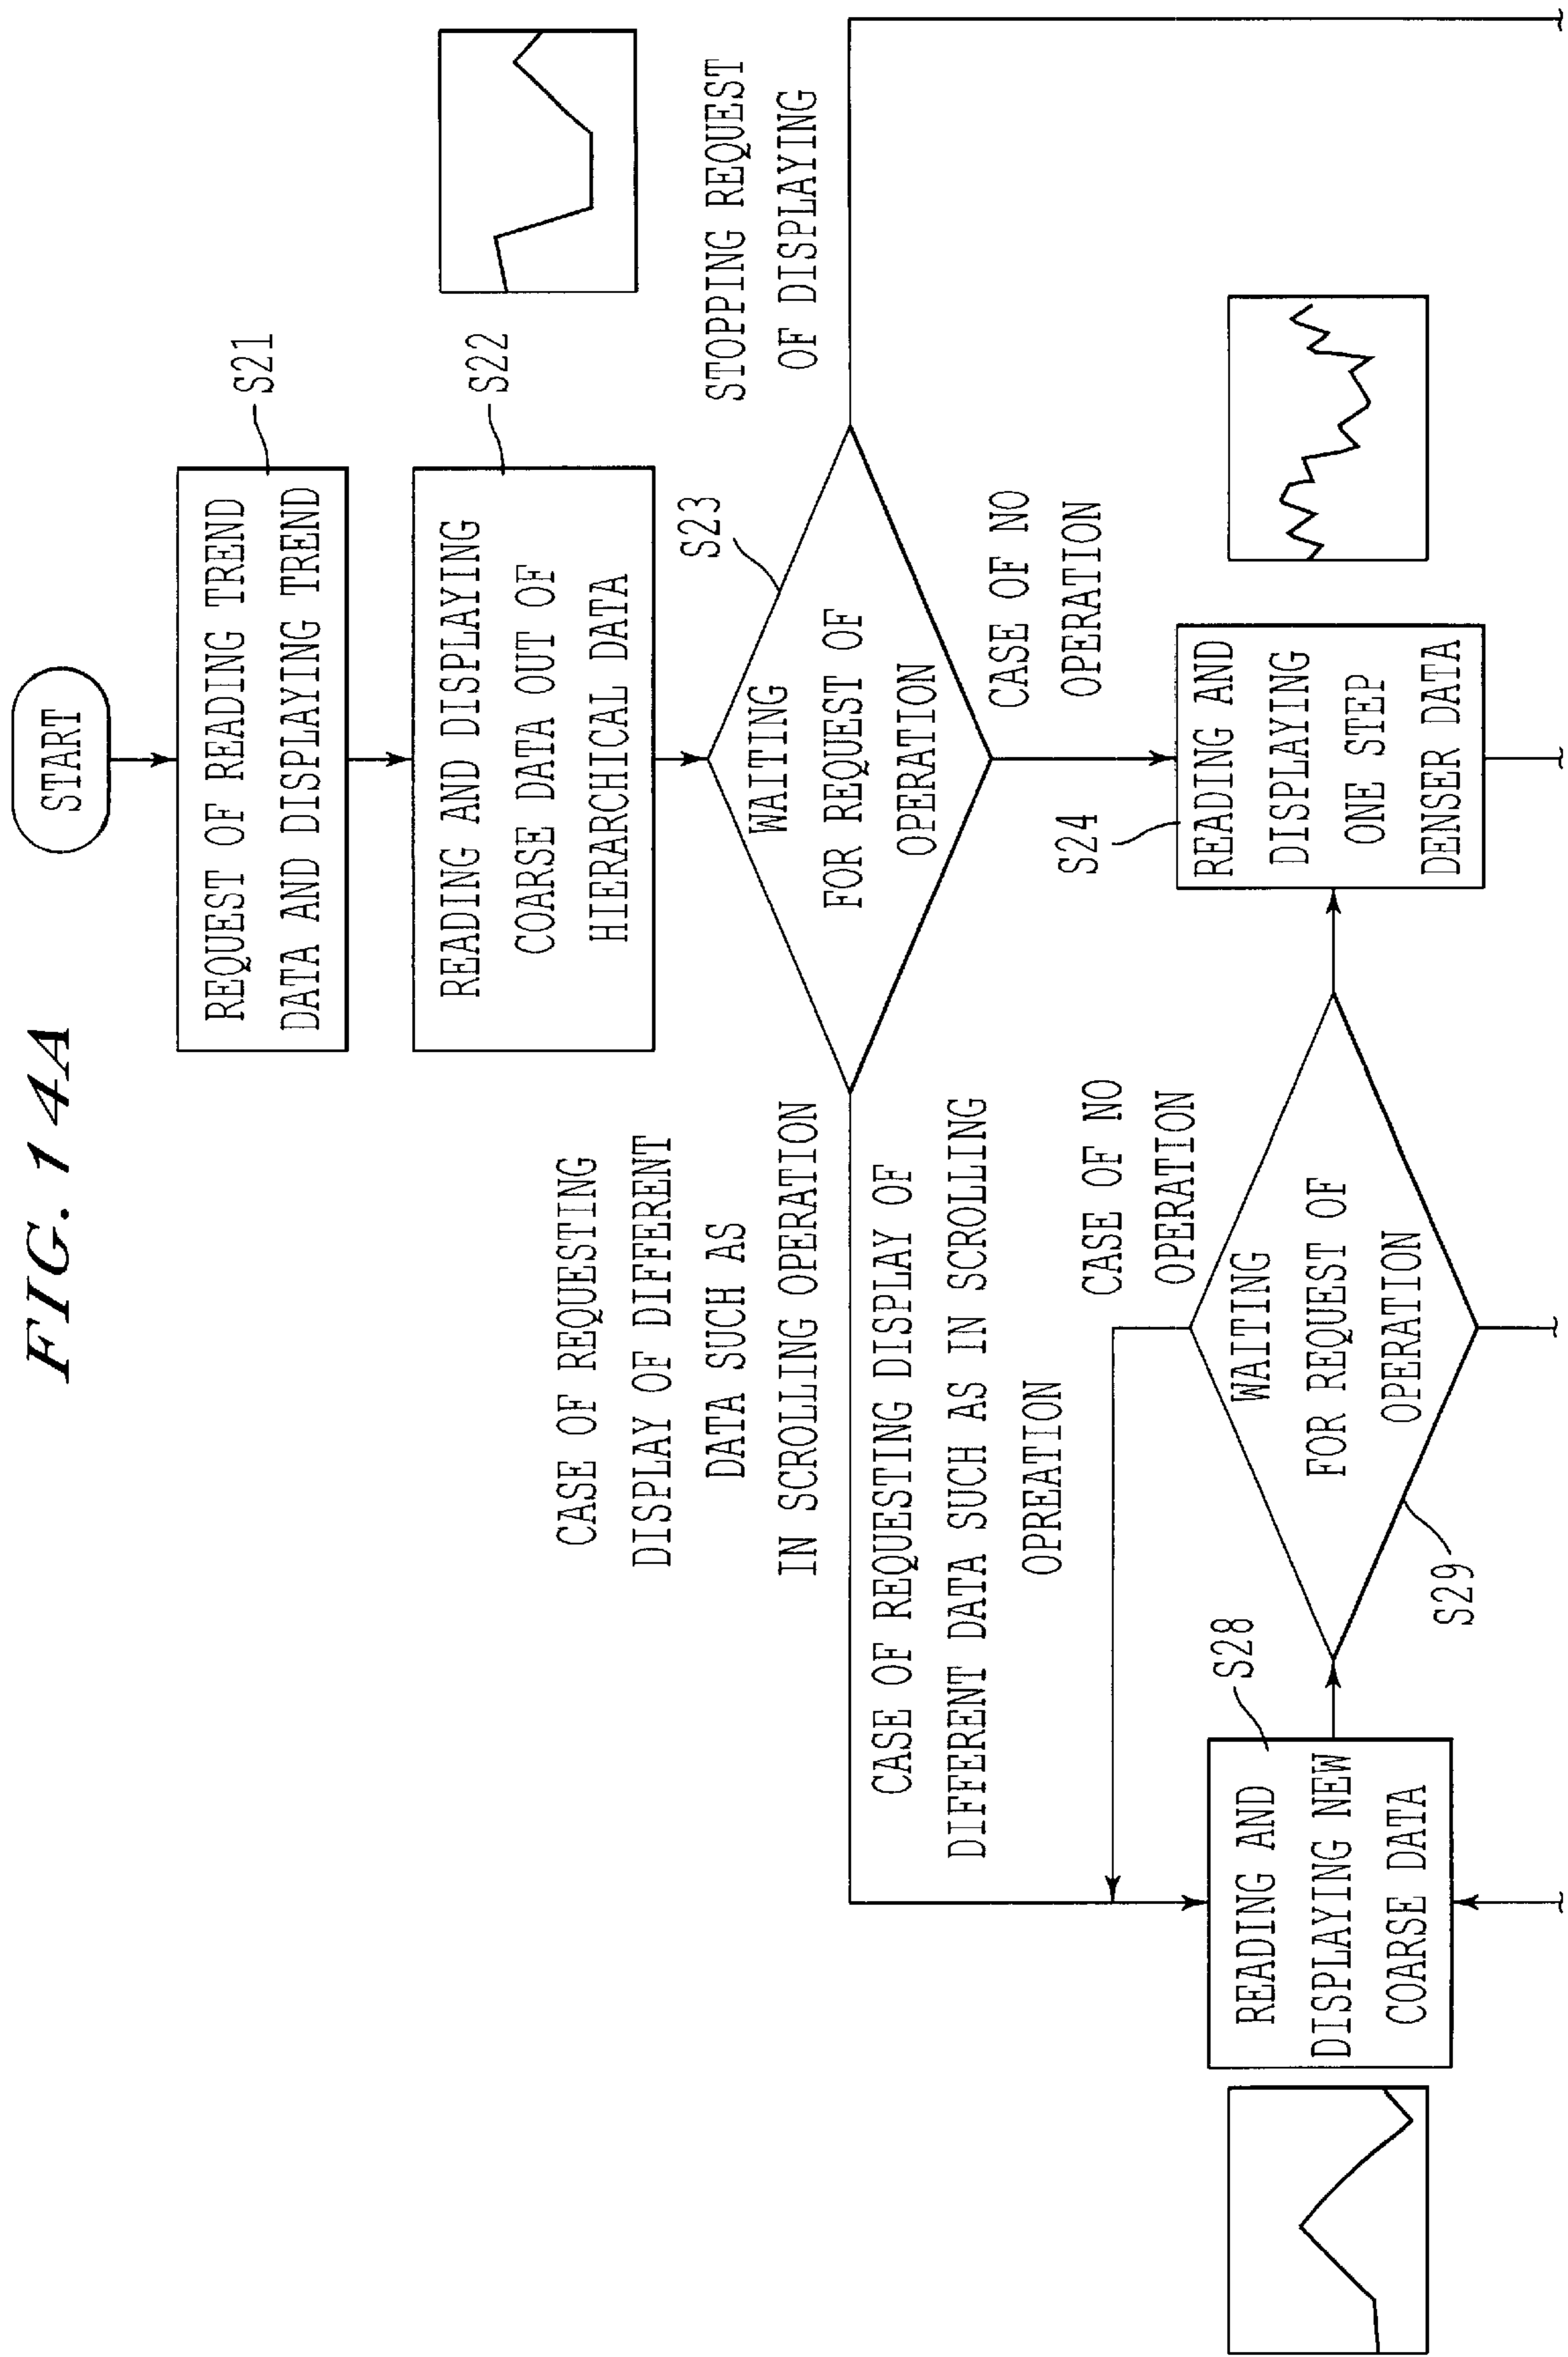 FIG. 14A
START
REQUEST OF READING TREND
DATA AND DISPLAYING TREND
S21
READING AND DISPLAYING
COARSE DATA OUT OF
HIERARCHICAL DATA
S22
WAITING
FOR REQUEST OF
OPERATION
S23
STOPPING REQUEST
OF DISPLAYING
CASE OF REQUESTING
DISPLAY OF DIFFERENT
DATA SUCH AS
IN SCROLLING OPERATION
CASE OF REQUESTING DISPLAY OF
DIFFERENT DATA SUCH AS IN SCROLLING
OPREATION
CASE OF NO
OPERATION
CASE OF NO
OPERATION
S28
READING AND
DISPLAYING NEW
COARSE DATA
WAITING
FOR REQUEST OF
OPERATION
S29
S24
READING AND
DISPLAYING
ONE STEP
DENSER DATA